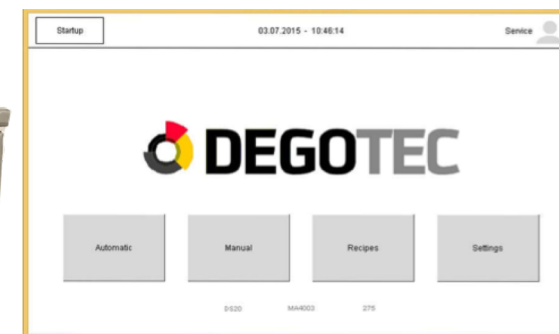 Startup 03.07.2015 - 10:46:14 Service
DEGOTEC
Automatic Manual Recipes Settings
DS20 MA4003 275